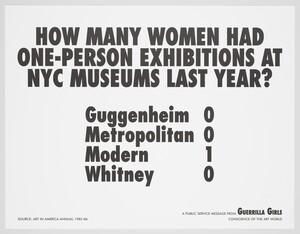 HOW MANY WOMEN HAD
ONE-PERSON EXHIBITIONS AT
NYC MUSEUMS LAST YEAR?
Guggenheim 0
Metropolitan 0
Modern 1
Whitney 0
SOURCE: ART IN AMERICA ANNUAL, 1985-86
A PUBLIC SERVICE MESSAGE FROM GUERRILLA GIRLS
CONSCIENCE OF THE ART WORLD